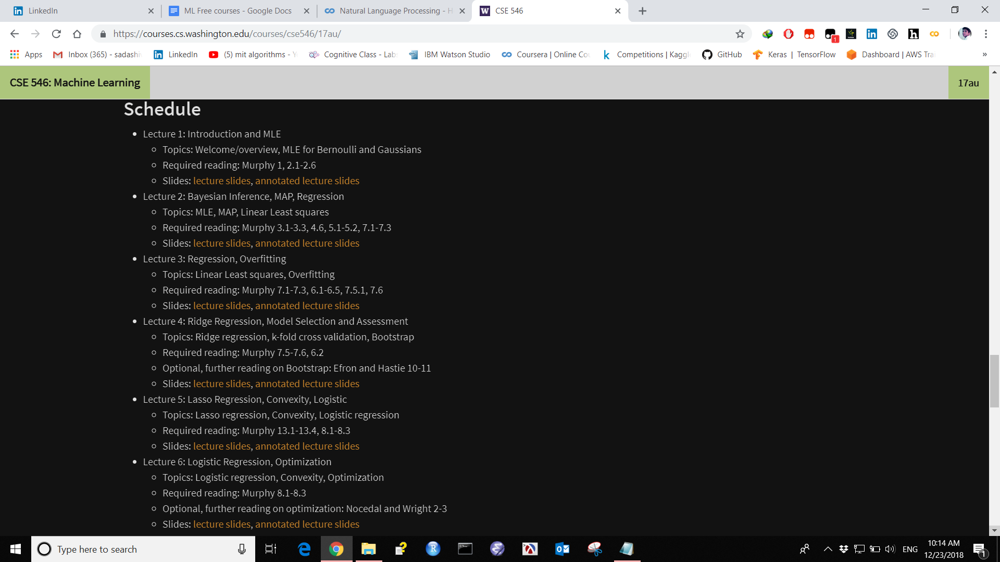 LinkedIn
ML Free courses - Google Docs
Natural Language Processing - H
W CSE 546
https://courses.cs.washington.edu/courses/cse546/17au/
1
Apps
Inbox (365) - sadashi
LinkedIn
(5) mit algorithms - Y
Cognitive Class - Lab
IBM Watson Studio
Coursera | Online Co
Competitions | Kaggl
GitHub
Keras | TensorFlow
Dashboard | AWS Tra
»
CSE 546: Machine Learning
17au
Schedule
• Lecture 1: Introduction and MLE
◦ Topics: Welcome/overview, MLE for Bernoulli and Gaussians
◦ Required reading: Murphy 1, 2.1-2.6
◦ Slides: lecture slides, annotated lecture slides
• Lecture 2: Bayesian Inference, MAP, Regression
◦ Topics: MLE, MAP, Linear Least squares
◦ Required reading: Murphy 3.1-3.3, 4.6, 5.1-5.2, 7.1-7.3
◦ Slides: lecture slides, annotated lecture slides
• Lecture 3: Regression, Overfitting
◦ Topics: Linear Least squares, Overfitting
◦ Required reading: Murphy 7.1-7.3, 6.1-6.5, 7.5.1, 7.6
◦ Slides: lecture slides, annotated lecture slides
• Lecture 4: Ridge Regression, Model Selection and Assessment
◦ Topics: Ridge regression, k-fold cross validation, Bootstrap
◦ Required reading: Murphy 7.5-7.6, 6.2
◦ Optional, further reading on Bootstrap: Efron and Hastie 10-11
◦ Slides: lecture slides, annotated lecture slides
• Lecture 5: Lasso Regression, Convexity, Logistic
◦ Topics: Lasso regression, Convexity, Logistic regression
◦ Required reading: Murphy 13.1-13.4, 8.1-8.3
◦ Slides: lecture slides, annotated lecture slides
• Lecture 6: Logistic Regression, Optimization
◦ Topics: Logistic regression, Convexity, Optimization
◦ Required reading: Murphy 8.1-8.3
◦ Optional, further reading on optimization: Nocedal and Wright 2-3
◦ Slides: lecture slides, annotated lecture slides
Type here to search
ENG
10:14 AM
12/23/2018
1